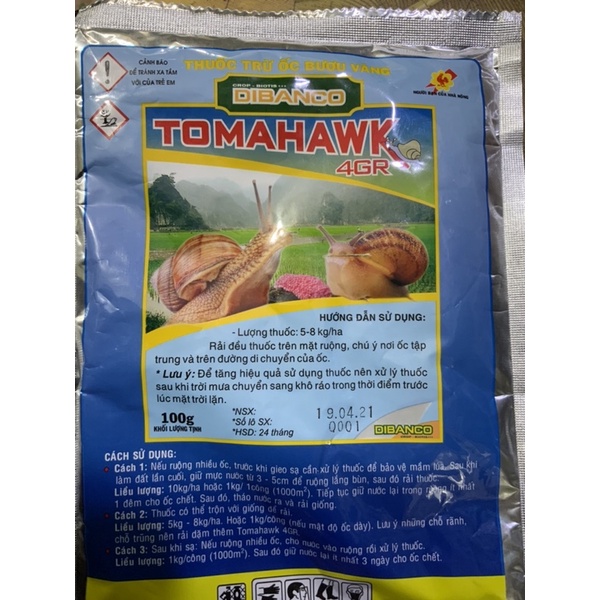 CẢNH BÁO
ĐỂ TRÁNH XA TẦM
VỚI CỦA TRẺ EM
THUỐC TRỪ ỐC BƯƠU VÀNG
CROP - BIOTIS
DIBANCO
NGƯỜI BẠN CỦA NHÀ NÔNG
TOMAHAWK
4GR
HƯỚNG DẪN SỬ DỤNG:
- Lượng thuốc: 5-8 kg/ha
Rải đều thuốc trên mặt ruộng, chú ý nơi ốc tập
trung và trên đường di chuyển của ốc.
* Lưu ý: Để tăng hiệu quả sử dụng thuốc nên xử lý thuốc
sau khi trời mưa chuyển sang khô ráo trong thời điểm trước
lúc mặt trời lặn.
100g
KHỐI LƯỢNG TỊNH
*NSX: 19.04.21
*Số lô SX: 0001
*HSD: 24 tháng
DIBANCO
CÁCH SỬ DỤNG:
- Cách 1: Nếu ruộng nhiều ốc, trước khi gieo sạ cần xử lý thuốc để bảo vệ mầm lúa. Sau khi
làm đất lần cuối, giữ mực nước từ 3 - 5cm để ruộng lắng bùn, sau đó rải thuốc.
Liều lượng: 10kg/ha hoặc 1kg/ 1công (1000m²). Tiếp tục giữ nước lại trong ruộng ít nhất
1 đêm cho ốc chết. Sau đó, tháo nước ra và rải giống.
- Cách 2: Thuốc có thể trộn với giống để rải.
Liều lượng: 5kg - 8kg/ha. Hoặc 1kg/công (nếu mật độ ốc dày). Lưu ý những chỗ rãnh,
chỗ trũng nên rải dặm thêm Tomahawk 4GR.
- Cách 3: Sau khi sạ: Nếu ruộng nhiều ốc, cho nước vào ruộng rồi xử lý thuốc.
Liều lượng: 1kg/công (1000m²). Sau đó giữ nước lại ít nhất 3 ngày cho ốc chết.